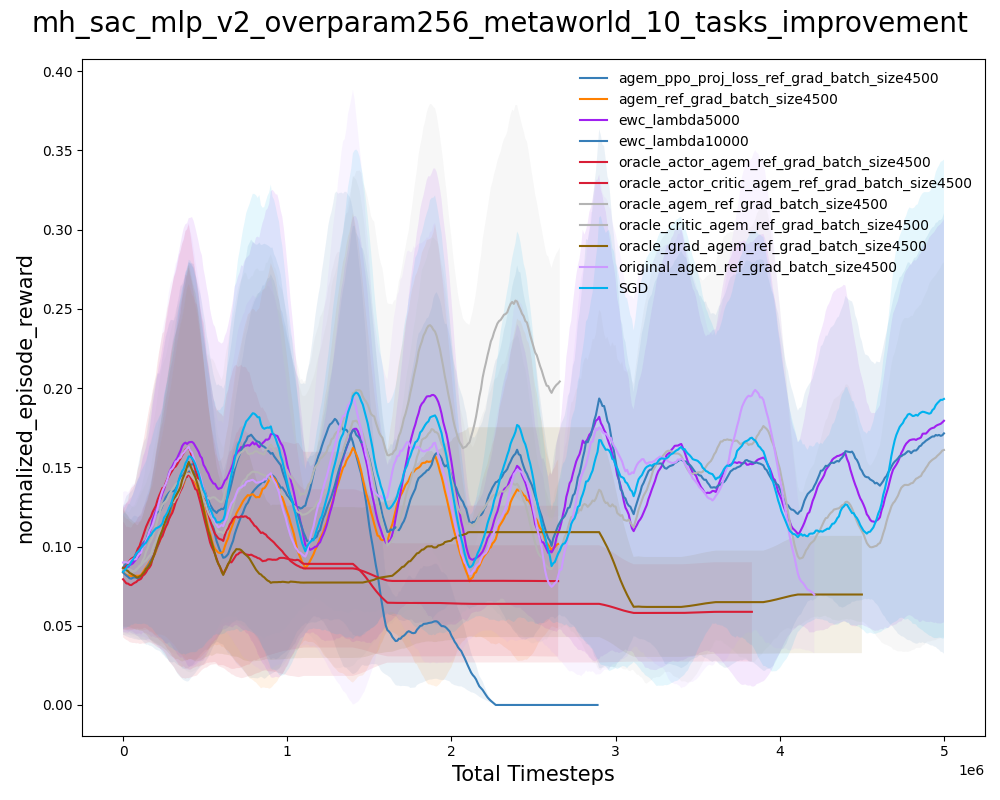 mh_sac_mlp_v2_overparam256_metaworld_10_tasks_improvement
agem_ppo_proj_loss_ref_grad_batch_size4500
agem_ref_grad_batch_size4500
ewc_lambda5000
ewc_lambda10000
oracle_actor_agem_ref_grad_batch_size4500
oracle_actor_critic_agem_ref_grad_batch_size4500
oracle_agem_ref_grad_batch_size4500
oracle_critic_agem_ref_grad_batch_size4500
oracle_grad_agem_ref_grad_batch_size4500
original_agem_ref_grad_batch_size4500
SGD
normalized_episode_reward
0.40
0.35
0.30
0.25
0.20
0.15
0.10
0.05
0.00
0 1 2 3 4 5
1e6
Total Timesteps